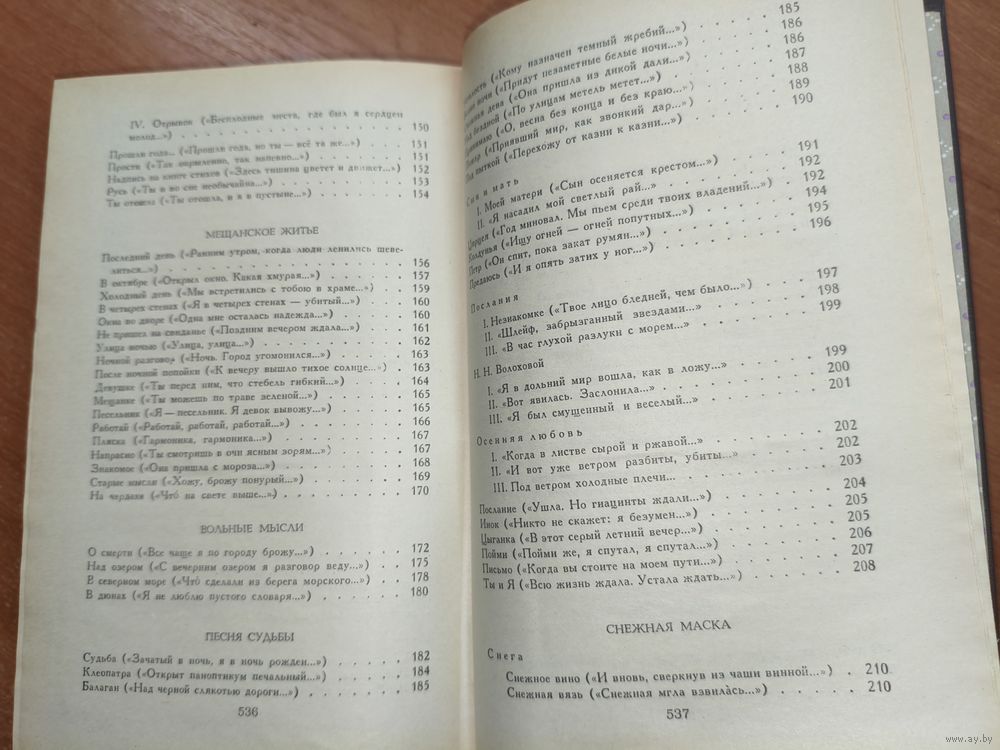 IV. Отрывок («Бесплодные места, где был я сердцем
молод...») . . . . . . . . . . 150
Прошли года... («Прошли года, но ты — всё та же...») . . 151
Прости («Так окрыленно, так напевно...») . . . . . 151
Надпись на книге стихов («Здесь тишина цветет и движет...») 152
Русь («Ты и во сне необычайна...») . . . . . . 153
Ты отошла («Ты отошла, и я в пустыне...») . . . . 154
МЕЩАНСКОЕ ЖИТЬЕ
Последний день («Ранним утром, когда люди ленились шеве-
литься...») . . . . . . . . . . 156
В октябре («Открыл окно. Какая хмурая...») . . . . 157
Холодный день («Мы встретились с тобою в храме...») . . 159
В четырех стенах («Я в четырех стенах — убитый...») . . 160
Окна во двор («Одна мне осталась надежда...») . . . 160
Не пришел на свиданье («Поздним вечером ждала...») . . 161
Улица ночью («Улица, улица...») . . . . . . . 162
Ночной разговор («Ночь. Город угомонился...») . . . . 163
После ночной попойки («К вечеру вышло тихое солнце...») . 163
Девушке («Ты перед ним, что стебель гибкий...») . . . 164
Мещанке («Ты можешь по траве зеленой...») . . . . 165
Песельник («Я — песельник. Я девок вывожу...») . . . 165
Работай («Работай, работай, работай...») . . . . . 166
Пляска («Гармоника, гармоника...») . . . . . . 167
Напрасно («Ты смотришь в очи ясным зорям...») . . . 167
Знакомое («Она пришла с мороза...») . . . . . . 168
Старые мысли («Хожу, брожу понурый...») . . . . . 169
На чердаке («Что́ на свете выше...») . . . . . . 170
ВОЛЬНЫЕ МЫСЛИ
О смерти («Все чаще я по городу брожу...») . . . . . 172
Над озером («С вечерним озером я разговор веду...») . . 175
В северном море («Что́ сделали из берега морского...») . . 178
В дюнах («Я не люблю пустого словаря...») . . . . . 180
ПЕСНЯ СУДЬБЫ
Судьба («Зачатый в ночь, я в ночь рожден...») . . . . 182
Клеопатра («Открыт паноптикум печальный...») . . . . 184
Балаган («Над черной слякотью дороги...») . . . . . 185
536
(«Кому назначен темный жребий...») . . . . 185
ночи («Придут незаметные белые ночи...») . . . 186
дева («Она пришла из дикой дали...») . . . . 186
(«По улицам метель метет...») . . . . 187
(«О, весна без конца и без краю...») . . . . 188
(«Приявший мир, как звонкий дар...») . . . . 189
пыткой («Перехожу от казни к казни...») . . . . 190
Сын и мать
I. Моей матери («Сын осеняется крестом...») . . . . 191
II. «Я насадил мой светлый рай...» . . . . 192
(«Год миновал. Мы пьем среди твоих владений...») . 192
Колдунья («Ищу огней — огней попутных...») . . . . 194
Петр («Он спит, пока закат румян...») . . . . 195
Предаюсь («И я опять затих у ног...») . . . . 196
Послания
I. Незнакомке («Твое лицо бледней, чем было...») . . . 197
II. «Шлейф, забрызганный звездами...» . . . . 198
III. «В час глухой разлуки с морем...» . . . . 199
Н. Н. Волоховой
I. «Я в дольний мир вошла, как в ложу...» . . . . 199
II. «Вот явилась. Заслонила...» . . . . 200
III. «Я был смущенный и веселый...» . . . . 201
Осенняя любовь
I. «Когда в листве сырой и ржавой...» . . . . 202
II. «И вот уже ветром разбиты, убиты...» . . . . 202
III. Под ветром холодные плечи... . . . . 203
Послание («Ушла. Но гиацинты ждали...») . . . . 204
Инок («Никто не скажет: я безумен...») . . . . 205
Цыганка («В этот серый летний вечер...») . . . . 205
Пойми («Пойми же, я спутал, я спутал...») . . . . 206
Письмо («Когда вы стоите на моем пути...») . . . . 207
Ты и Я («Всю жизнь ждала. Устала ждать...») . . . . 208
СНЕЖНАЯ МАСКА
Снега
Снежное вино («И вновь, сверкнув из чаши винной...») . . 210
Снежная вязь («Снежная мгла взвила́сь...») . . . . 210
537
www.ay.by